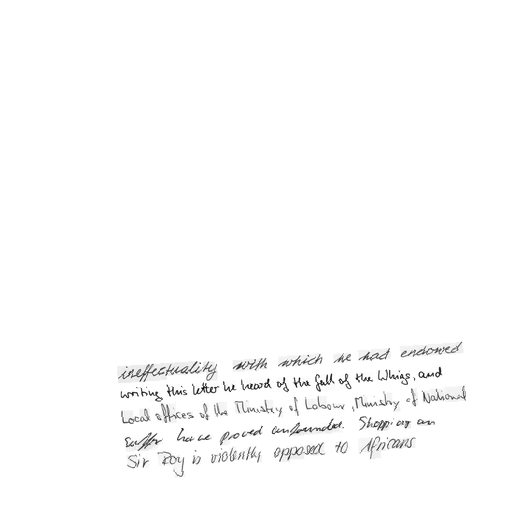 ineffectuality with which he had endowed
writing this letter he heard of the fall of the Whigs, and
Local offices of the Ministry of Labour, Ministry of National
have proved unfounded. Shopping on
Sir Roy is violently opposed to Africans